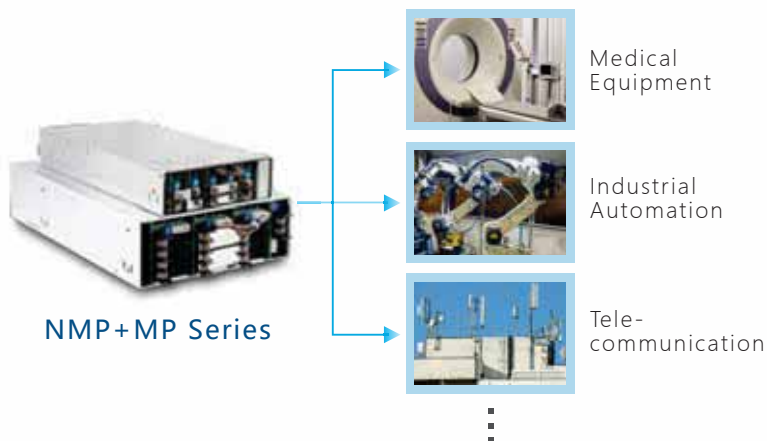 Medical
Equipment
Industrial
Automation
NMP+MP Series
Tele-
communication